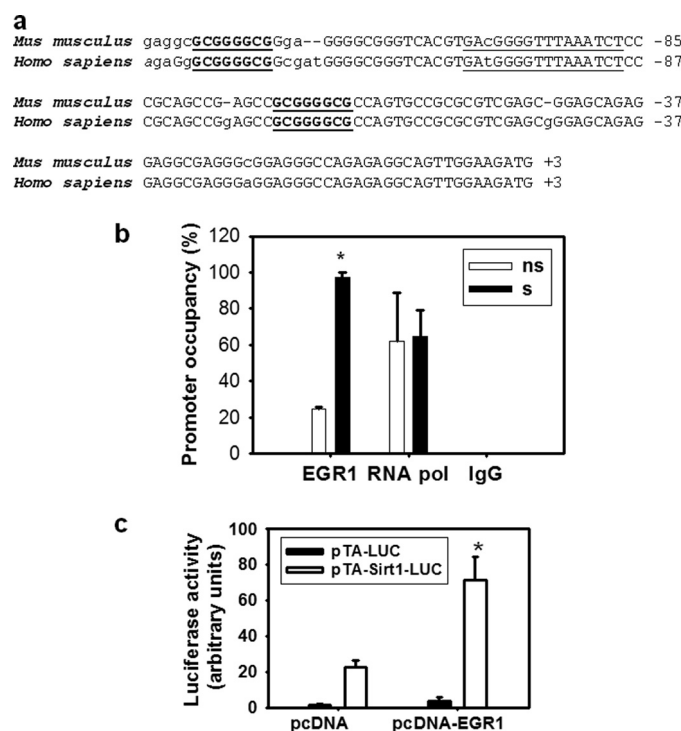 a
Mus musculus gaggcGCGGGGCGGga--GGGGCGGGTCACGTGAcGGGGTTTAAATCTCC -85
Homo sapiens agaGgGCGGGGCGGcgatGGGGCGGGTCACGTGAtGGGGTTTAAATCTCC -87
Mus musculus CGCAGCCG-AGCCGCGGGGCGCCAGTGCCGCGCGTCGAGC-GGAGCAGAG -37
Homo sapiens CGCAGCCGgAGCCGCGGGGCGCCAGTGCCGCGCGTCGAGCgGGAGCAGAG -37
Mus musculus GAGGCGAGGGcGGAGGGCCAGAGAGGCAGTTGGAAGATG +3
Homo sapiens GAGGCGAGGGaGGAGGGCCAGAGAGGCAGTTGGAAGATG +3
b
Promoter occupancy (%)
120
100
80
60
40
20
0
*
ns
s
EGR1 RNA pol IgG
c
Luciferase activity
(arbitrary units)
100
80
60
40
20
0
pTA-LUC
pTA-Sirt1-LUC
*
pcDNA pcDNA-EGR1